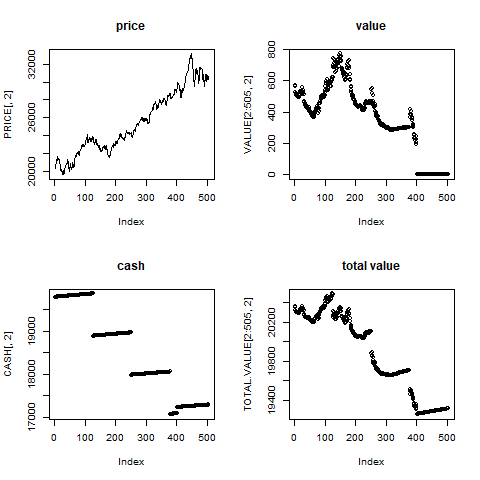 price
PRICE[, 2]
20000 26000 32000
0 100 200 300 400 500
Index
value
VALUE[2:505, 2]
0 200 400 600 800
0 100 200 300 400 500
Index
cash
CASH[, 2]
17000 18000 19000
0 100 200 300 400 500
Index
total value
TOTAL.VALUE[2:505, 2]
19400 19800 20200
0 100 200 300 400 500
Index